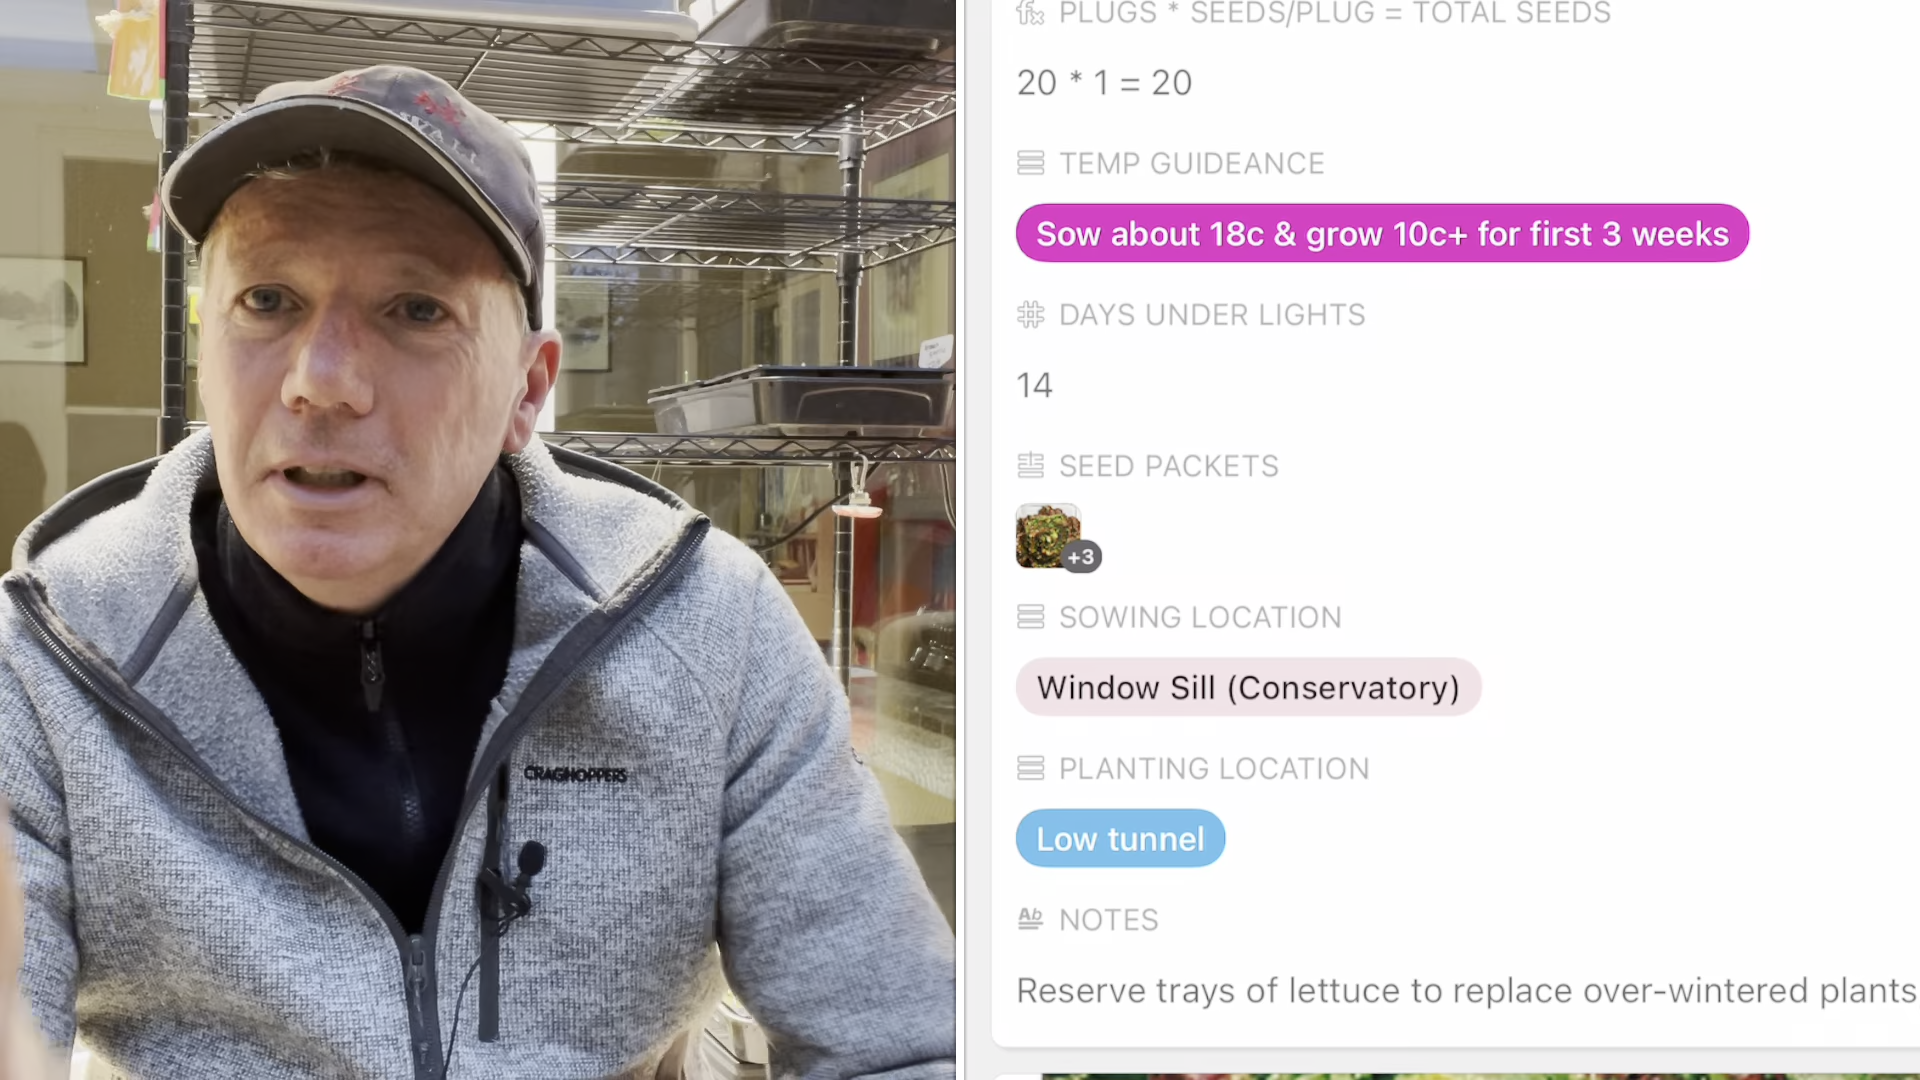 PLUGS * SEEDS/PLUG = TOTAL SEEDS
20 * 1 = 20
TEMP GUIDEANCE
Sow about 18c & grow 10c+ for first 3 weeks
DAYS UNDER LIGHTS
14
SEED PACKETS
+3
SOWING LOCATION
Window Sill (Conservatory)
PLANTING LOCATION
Low tunnel
Ab NOTES
Reserve trays of lettuce to replace over-wintered plants
CRAGHOPPERS